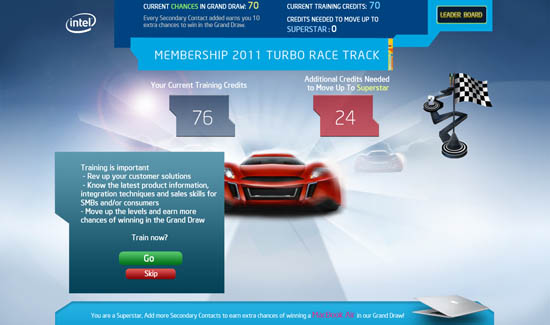 intel
CURRENT CHANCES IN GRAND DRAW: 70
Every Secondary Contact added earns you 10
extra chances to win in the Grand Draw.
CURRENT TRAINING CREDITS: 70
CREDITS NEEDED TO MOVE UP TO
SUPERSTAR : 0
LEADER BOARD
MEMBERSHIP 2011 TURBO RACE TRACK
Your Current Training Credits
76
Additional Credits Needed
to Move Up To Superstar
24
Training is important
- Rev up your customer solutions
- Know the latest product information,
integration techniques and sales skills for
SMBs and/or consumers
- Move up the levels and earn more
chances of winning in the Grand Draw
Train now?
Go
Skip
You are a Superstar, Add more Secondary Contacts to earn extra chances of winning a MacBook Air in our Grand Draw!